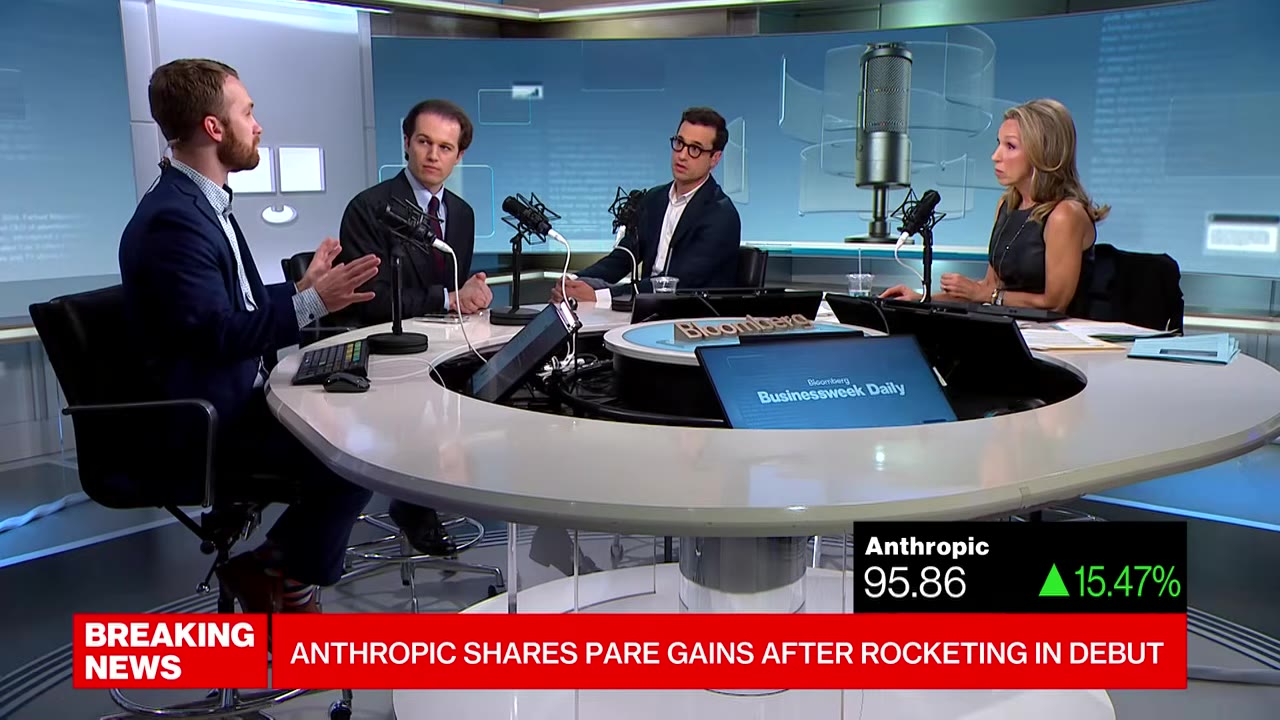 Bloomberg
Bloomberg
Businessweek Daily
Anthropic
95.86 ▲15.47%
BREAKING
NEWS
ANTHROPIC SHARES PARE GAINS AFTER ROCKETING IN DEBUT